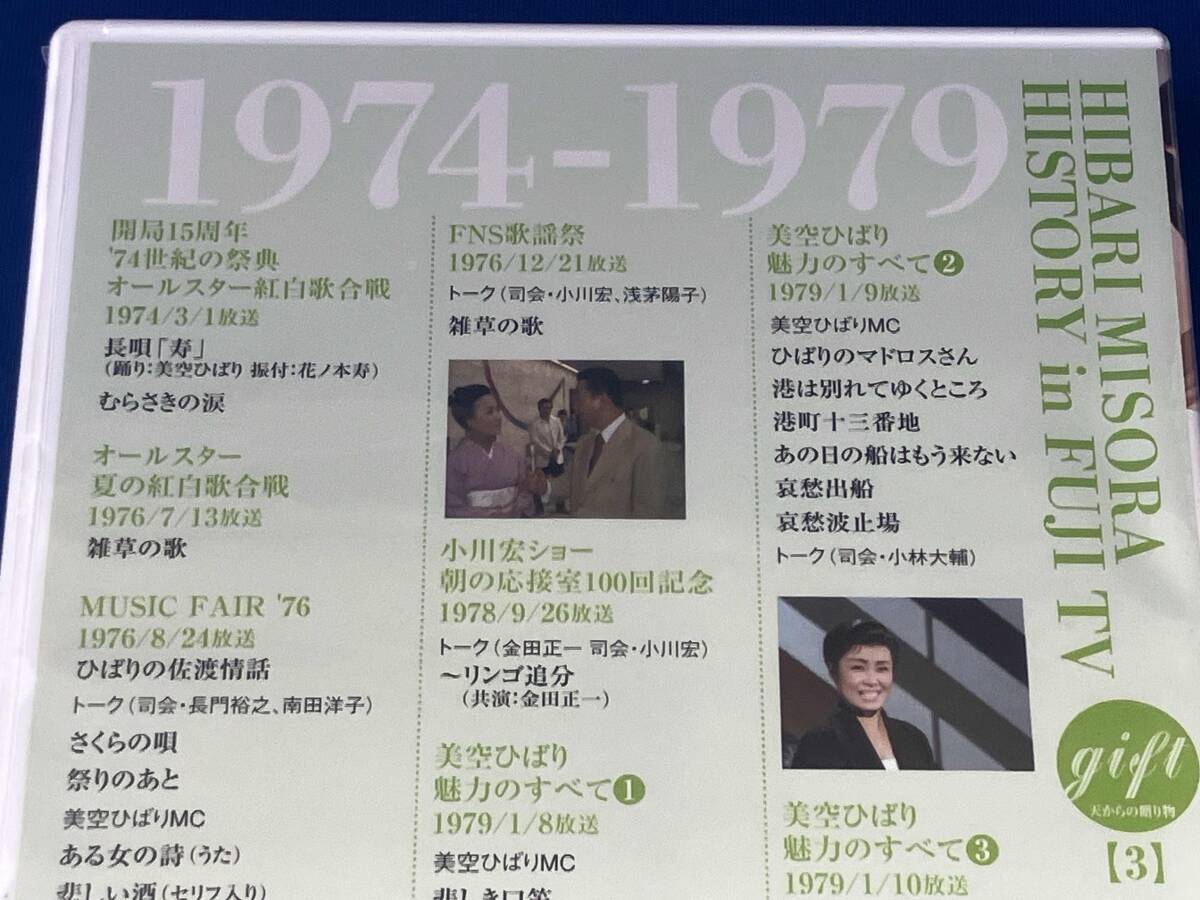 1974-1979
開局15周年
'74世紀の祭典
オールスター紅白歌合戦
1974/3/1放送
長唄「寿」
(踊り:美空ひばり 振付:花ノ本寿)
むらさきの涙
オールスター
夏の紅白歌合戦
1976/7/13放送
雑草の歌
MUSIC FAIR '76
1976/8/24放送
ひばりの佐渡情話
トーク(司会・長門裕之、南田洋子)
さくらの唄
祭りのあと
美空ひばりMC
ある女の詩(うた)
悲しい酒(セリフ入り)
FNS歌謡祭
1976/12/21放送
トーク(司会・小川宏、浅茅陽子)
雑草の歌
小川宏ショー
朝の応接室100回記念
1978/9/26放送
トーク(金田正一 司会・小川宏)
~リンゴ追分
(共演:金田正一)
美空ひばり
魅力のすべて❶
1979/1/8放送
美空ひばりMC
悲しき口笛
美空ひばり
魅力のすべて❷
1979/1/9放送
美空ひばりMC
ひばりのマドロスさん
港は別れてゆくところ
港町十三番地
あの日の船はもう来ない
哀愁出船
哀愁波止場
トーク(司会・小林大輔)
美空ひばり
魅力のすべて❸
1979/1/10放送
HIBARI MISORA
HISTORY in FUJI TV
gift
天からの贈り物
【3】